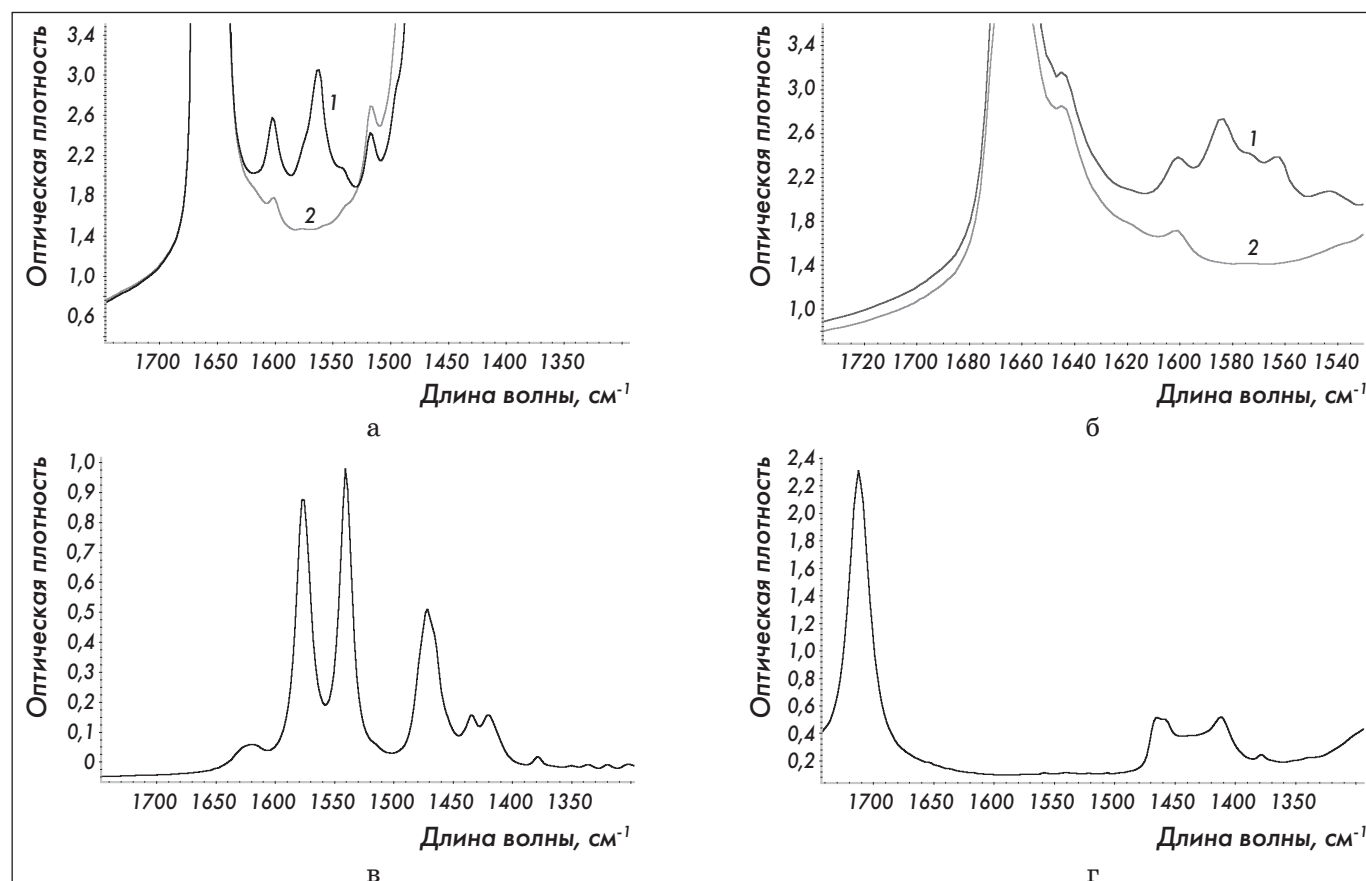 Оптическая плотность
3,4
3,0
2,6
2,2
1,8
1,4
1,0
0,6
1
2
1700 1650 1600 1550 1500 1450 1400 1350
Длина волны, см-1
а
Оптическая плотность
3,4
3,0
2,6
2,2
1,8
1,4
1,0
1
2
1720 1700 1680 1660 1640 1620 1600 1580 1560 1540
Длина волны, см-1
б
Оптическая плотность
1,0
0,9
0,8
0,7
0,6
0,5
0,4
0,3
0,2
0,1
0
1700 1650 1600 1550 1500 1450 1400 1350
Длина волны, см-1
в
Оптическая плотность
2,4
2,2
2,0
1,8
1,6
1,4
1,2
1,0
0,8
0,6
0,4
0,2
1700 1650 1600 1550 1500 1450 1400 1350
Длина волны, см-1
г